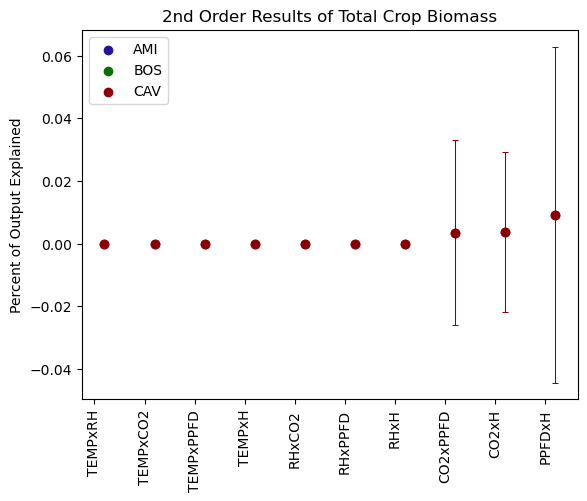 2nd Order Results of Total Crop Biomass
AMI
BOS
CAV
Percent of Output Explained
0.06
0.04
0.02
0.00
−0.02
−0.04
TEMPxRH
TEMPxCO2
TEMPxPPFD
TEMPxH
RHxCO2
RHxPPFD
RHxH
CO2xPPFD
CO2xH
PPFDxH